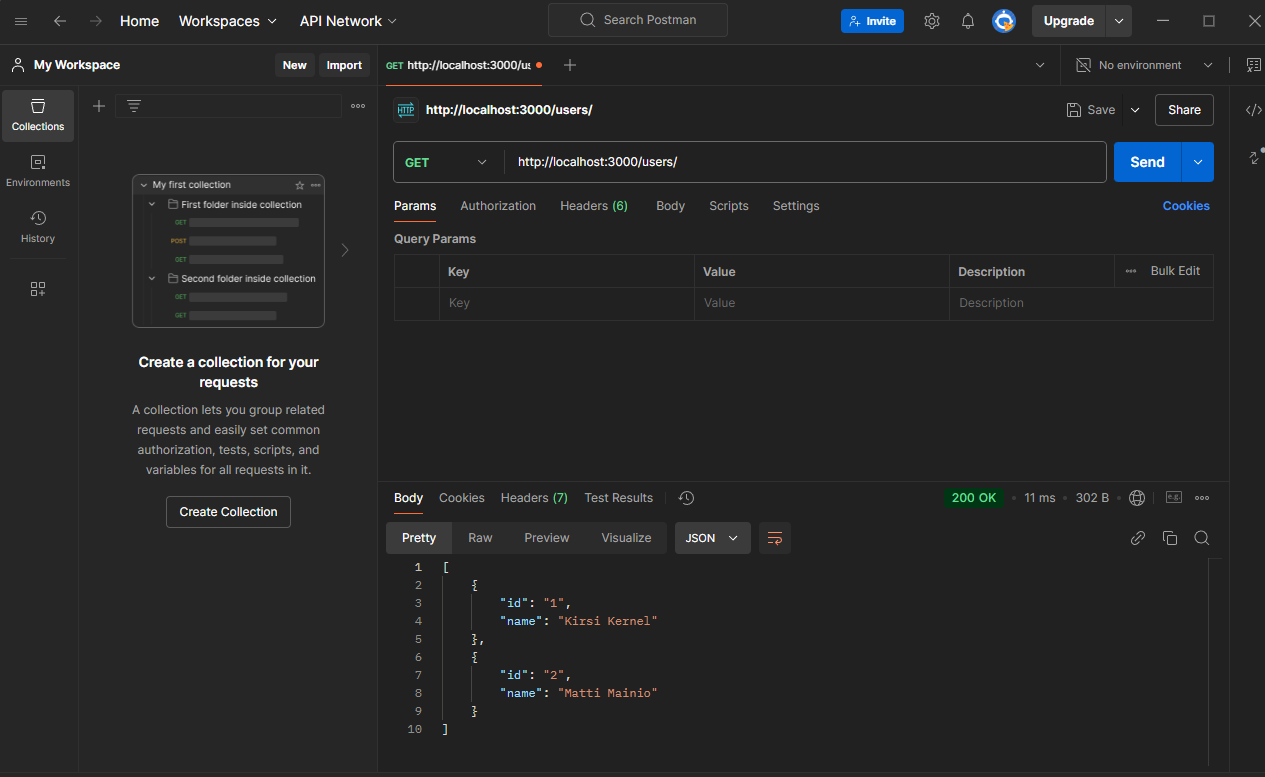 Home Workspaces API Network Search Postman Invite Upgrade
My Workspace New Import GET http://localhost:3000/us No environment
Collections
Environments
History
My first collection
First folder inside collection
GET
POST
GET
Second folder inside collection
GET
GET
Create a collection for your
requests
A collection lets you group related
requests and easily set common
authorization, tests, scripts, and
variables for all requests in it.
Create Collection
HTTP http://localhost:3000/users/ Save Share
GET http://localhost:3000/users/ Send
Params Authorization Headers (6) Body Scripts Settings Cookies
Query Params
Key Value Description Bulk Edit
Key Value Description
Body Cookies Headers (7) Test Results 200 OK 11 ms 302 B e.g.
Pretty Raw Preview Visualize JSON
1 [
2 {
3 "id": "1",
4 "name": "Kirsi Kernel"
5 },
6 {
7 "id": "2",
8 "name": "Matti Mainio"
9 }
10 ]